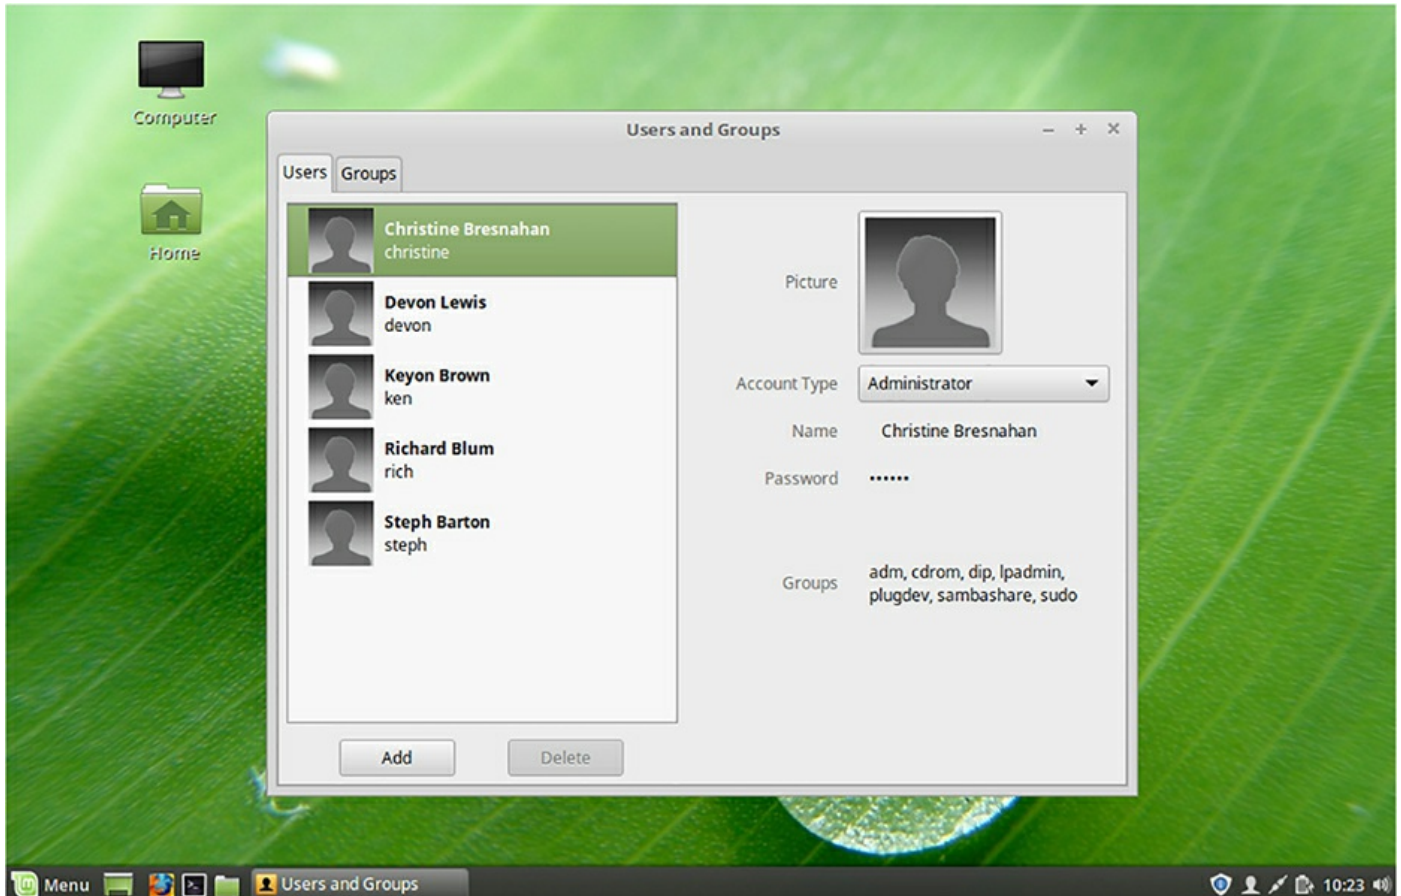 Computer
Home
Users and Groups
Users Groups
Christine Bresnahan
christine
Devon Lewis
devon
Keyon Brown
ken
Richard Blum
rich
Steph Barton
steph
Add Delete
Picture
Account Type Administrator
Name Christine Bresnahan
Password ••••••
Groups adm, cdrom, dip, lpadmin,
plugdev, sambashare, sudo
Menu Users and Groups 10:23